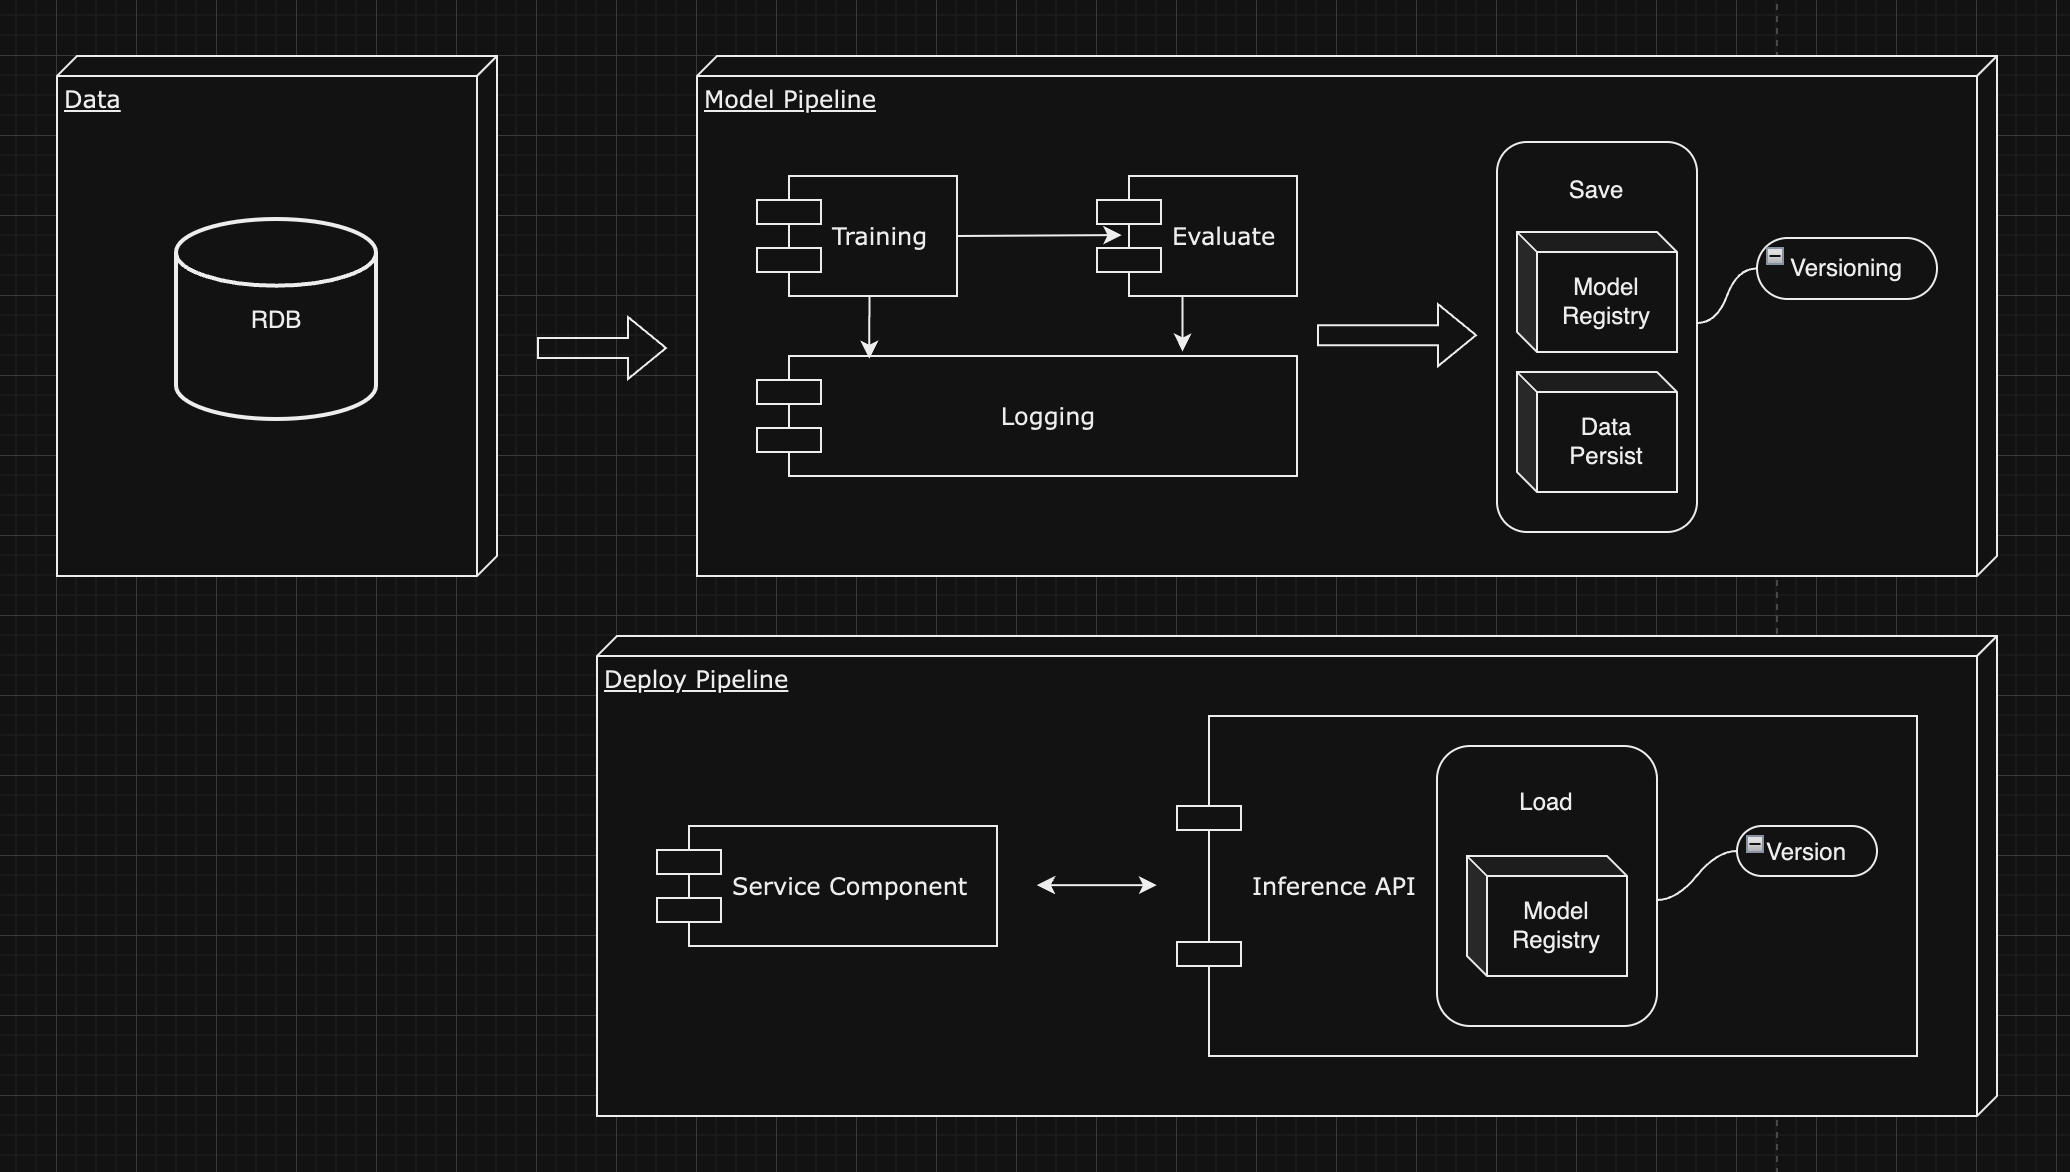 Data
RDB
Model Pipeline
Training
Evaluate
Logging
Save
Model
Registry
Data
Persist
Versioning
Deploy Pipeline
Service Component
Inference API
Load
Model
Registry
Version